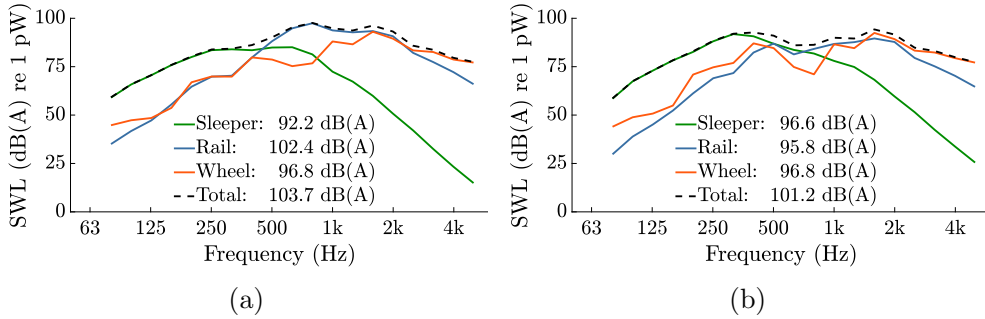 SWL (dB(A) re 1 pW)
100
75
50
25
0
Sleeper: 92.2 dB(A)
Rail: 102.4 dB(A)
Wheel: 96.8 dB(A)
Total: 103.7 dB(A)
63 125 250 500 1k 2k 4k
Frequency (Hz)
(a)
SWL (dB(A) re 1 pW)
100
75
50
25
0
Sleeper: 96.6 dB(A)
Rail: 95.8 dB(A)
Wheel: 96.8 dB(A)
Total: 101.2 dB(A)
63 125 250 500 1k 2k 4k
Frequency (Hz)
(b)